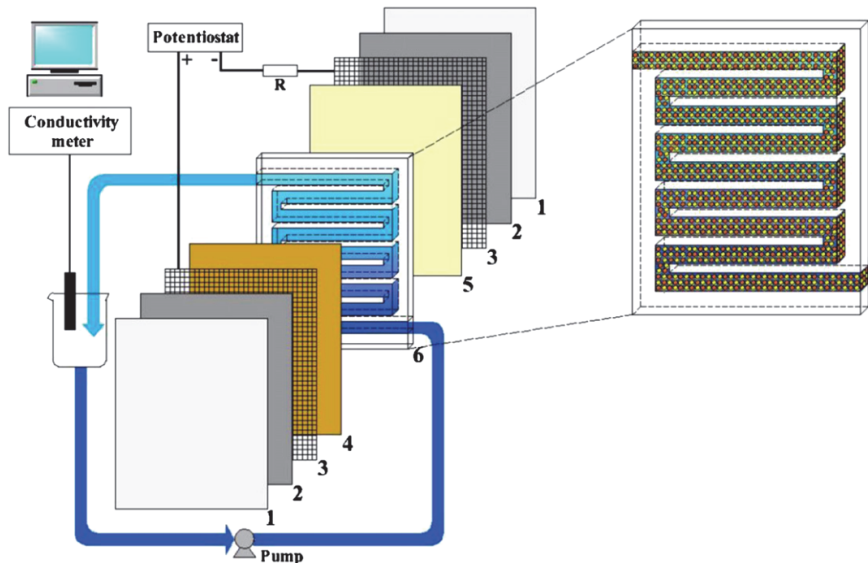 Potentiostat
+ -
R
Conductivity
meter
1
2
3
5
6
4
3
2
1
Pump